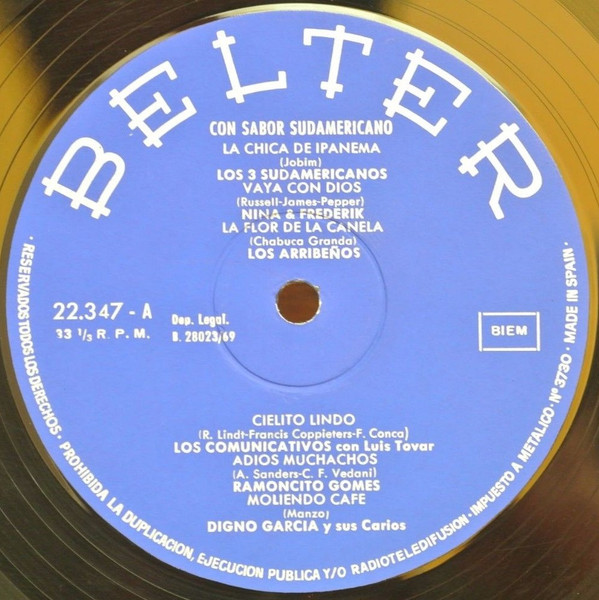 BELTER
CON SABOR SUDAMERICANO
LA CHICA DE IPANEMA
(Jobim)
LOS 3 SUDAMERICANOS
VAYA CON DIOS
(Russell-James-Pepper)
NINA & FREDERIK
LA FLOR DE LA CANELA
(Chabuca Granda)
LOS ARRIBEÑOS
22.347 - A
33 1/3 R. P. M.
Dep. Legal.
B. 28023/69
BIEM
CIELITO LINDO
(R. Lindt-Francis Coppieters-F. Conca)
LOS COMUNICATIVOS con Luis Tovar
ADIOS MUCHACHOS
(A. Sanders-C. F. Vedani)
RAMONCITO GOMES
MOLIENDO CAFE
(Manzo)
DIGNO GARCIA y sus Carios
· RESERVADOS TODOS LOS DERECHOS · PROHIBIDA LA DUPLICACION, EJECUCION PUBLICA Y/O RADIOTELEDIFUSION · IMPUESTO A METALICO · Nº 3730 · MADE IN SPAIN ·